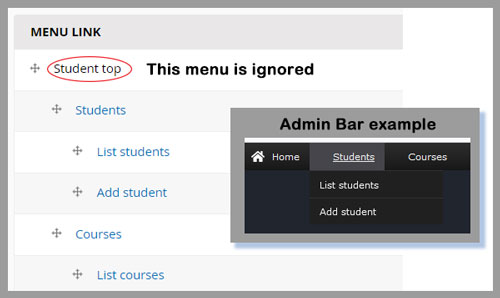 MENU LINK
Student top This menu is ignored
Students
List students
Add student
Courses
List courses
Admin Bar example
Home Students Courses
List students
Add student